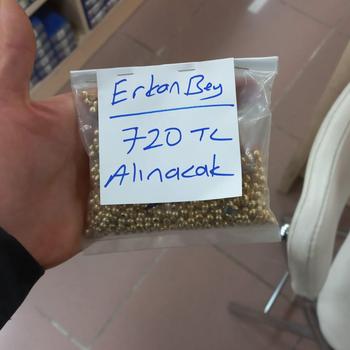 Erkan Bey
720 TL
Alınacak